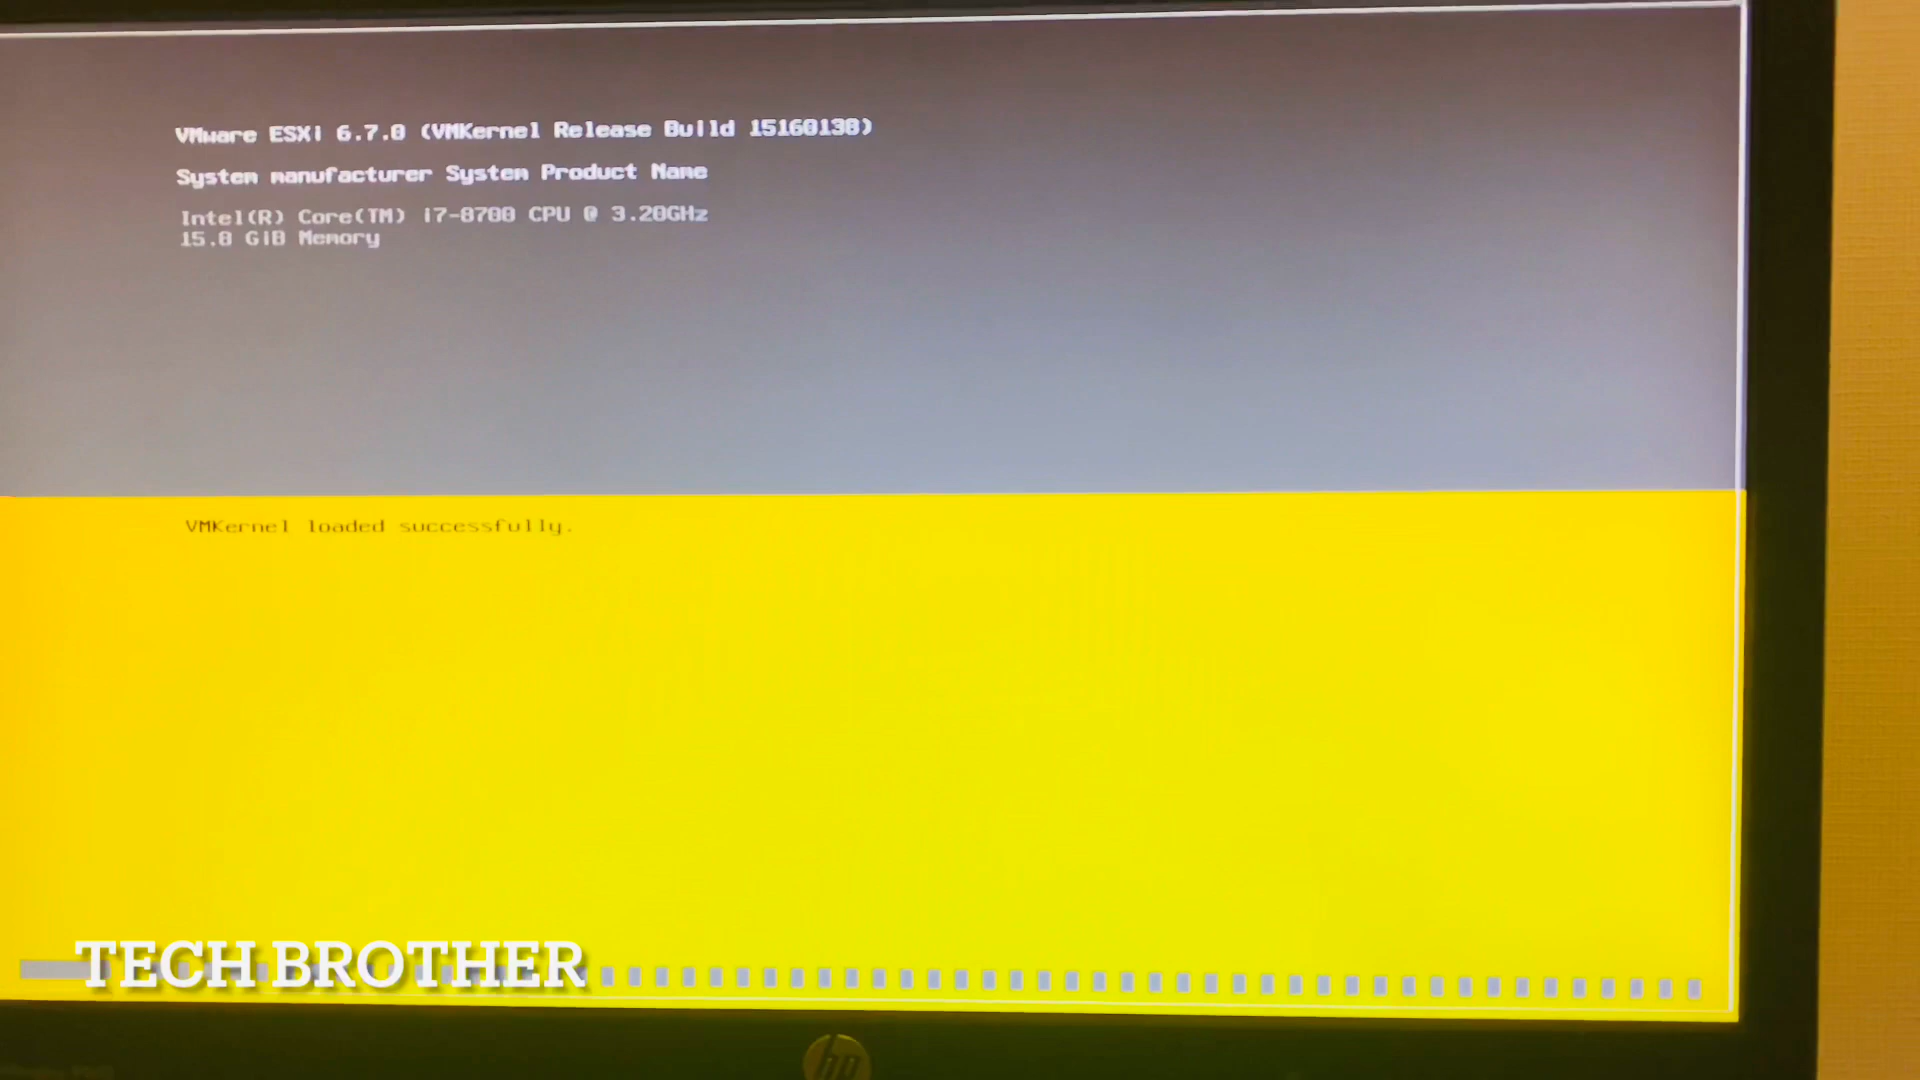 VMware ESXi 6.7.0 (VMKernel Release Build 15160138)
System manufacturer System Product Name
Intel(R) Core(TM) i7-8700 CPU @ 3.20GHz
15.8 GiB Memory
VMKernel loaded successfully.
TECH BROTHER
hp